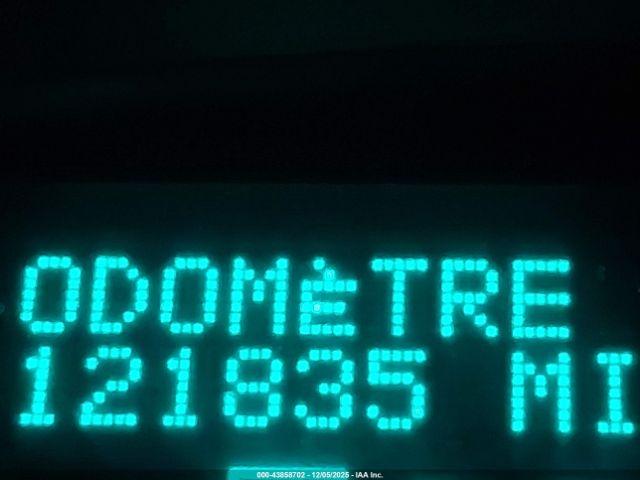 ODOMÈTRE
121835 MI
000-43858702 - 12/05/2025 - IAA Inc.